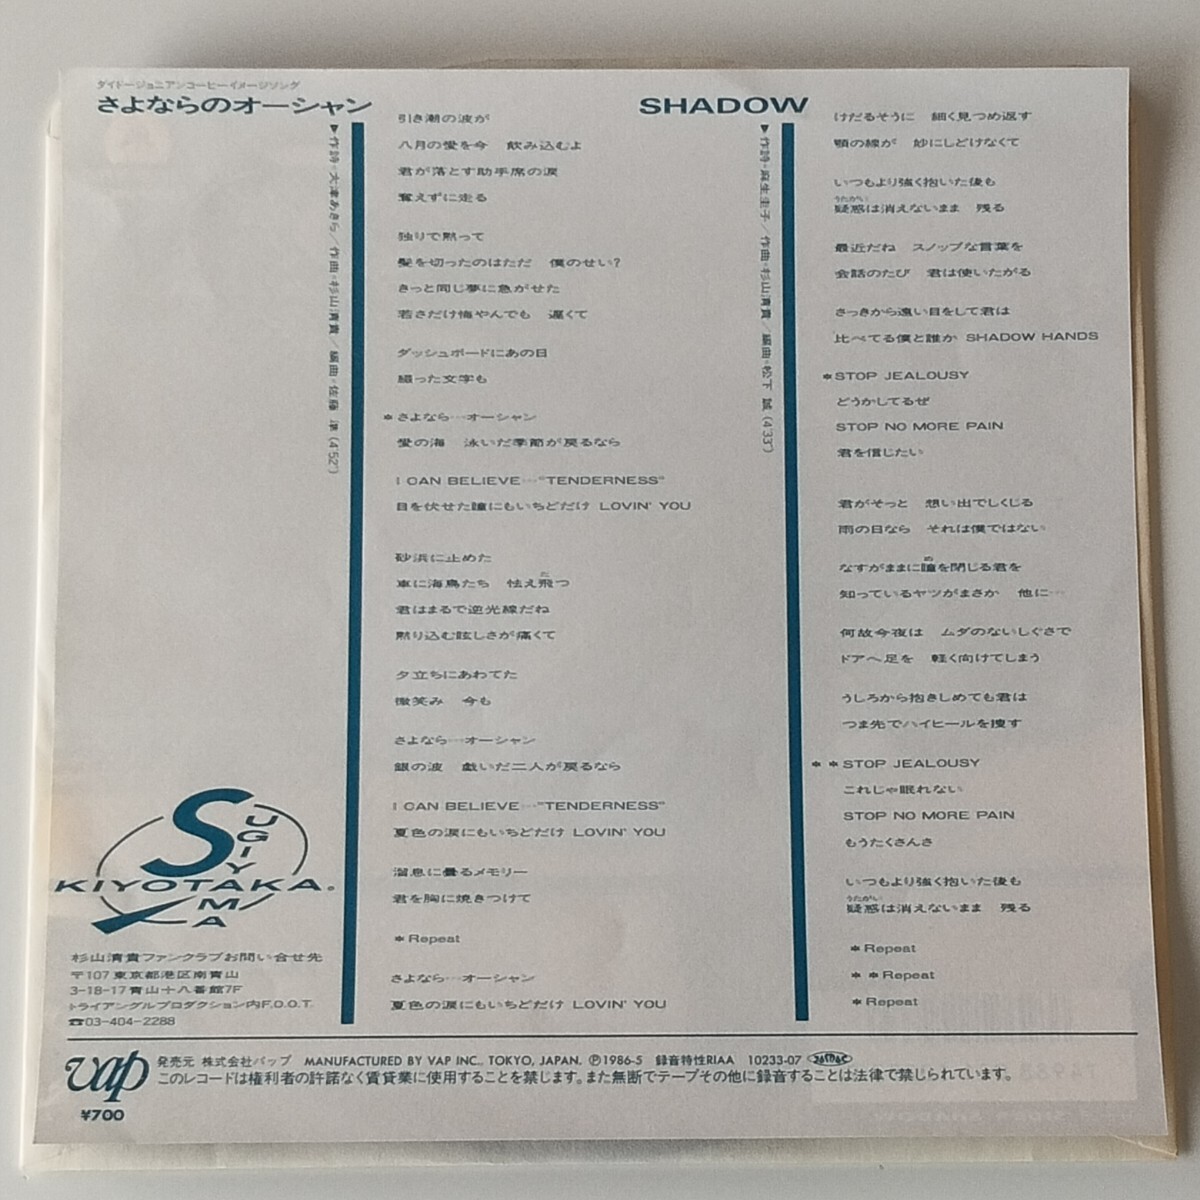 ダイドージョニアンコーヒーイメージソング
さよならのオーシャン
▶作詩・大津あきら/作曲・杉山清貴/編曲・佐藤 準(4'52")
引き潮の波が
八月の愛を今　飲み込むよ
君が落とす助手席の涙
奪えずに走る
独りで黙って
髪を切ったのはただ　僕のせい?
きっと同じ夢に急がせた
若さだけ悔やんでも　遅くて
ダッシュボードにあの日
綴った文字も
*さよなら…オーシャン
愛の海　泳いだ季節が戻るなら
I CAN BELIEVE…"TENDERNESS"
目を伏せた瞳にもいちどだけ LOVIN' YOU
砂浜に止めた
車に海鳥たち　怯え飛つ
た
君はまるで逆光線だね
黙り込む眩しさが痛くて
夕立ちにあわてた
微笑み　今も
さよなら…オーシャン
銀の波　戯いだ二人が戻るなら
I CAN BELIEVE…"TENDERNESS"
夏色の涙にもいちどだけ LOVIN' YOU
溜息に曇るメモリー
君を胸に焼きつけて
*Repeat
さよなら…オーシャン
夏色の涙にもいちどだけ LOVIN' YOU
SHADOW
▶作詩・麻生圭子/作曲・杉山清貴/編曲・松下 誠(4'33")
けだるそうに　細く見つめ返す
顎の線が　妙にしどけなくて
いつもより強く抱いた後も
うたがい
疑惑は消えないまま　残る
最近だね　スノッブな言葉を
会話のたび　君は使いたがる
さっきから遠い目をして君は
比べてる僕と誰か SHADOW HANDS
*STOP JEALOUSY
どうかしてるぜ
STOP NO MORE PAIN
君を信じたい
君がそっと　想い出でしくじる
雨の日なら　それは僕ではない
め
なすがままに瞳を閉じる君を
知っているヤツがまさか　他に…
何故今夜は　ムダのないしぐさで
ドアへ足を　軽く向けてしまう
うしろから抱きしめても君は
つま先でハイヒールを捜す
**STOP JEALOUSY
これじゃ眠れない
STOP NO MORE PAIN
もうたくさんさ
いつもより強く抱いた後も
うたがい
疑惑は消えないまま　残る
*Repeat
**Repeat
*Repeat
SUGIYAMA
KIYOTAKA.
杉山清貴ファンクラブお問い合せ先
〒107 東京都港区南青山
3-18-17 青山十八番館7F
トライアングルプロダクション内F.O.O.T.
☎03-404-2288
vap
¥700
発売元 株式会社バップ　MANUFACTURED BY VAP INC., TOKYO, JAPAN. Ⓟ1986-5　録音特性RIAA　10233-07 JASRAC
このレコードは権利者の許諾なく賃貸業に使用することを禁じます。また無断でテープその他に録音することは法律で禁じられています。